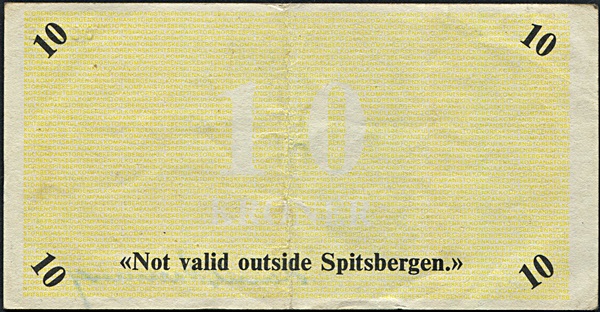 10 10
10
KRONER
«Not valid outside Spitsbergen.»
10 10